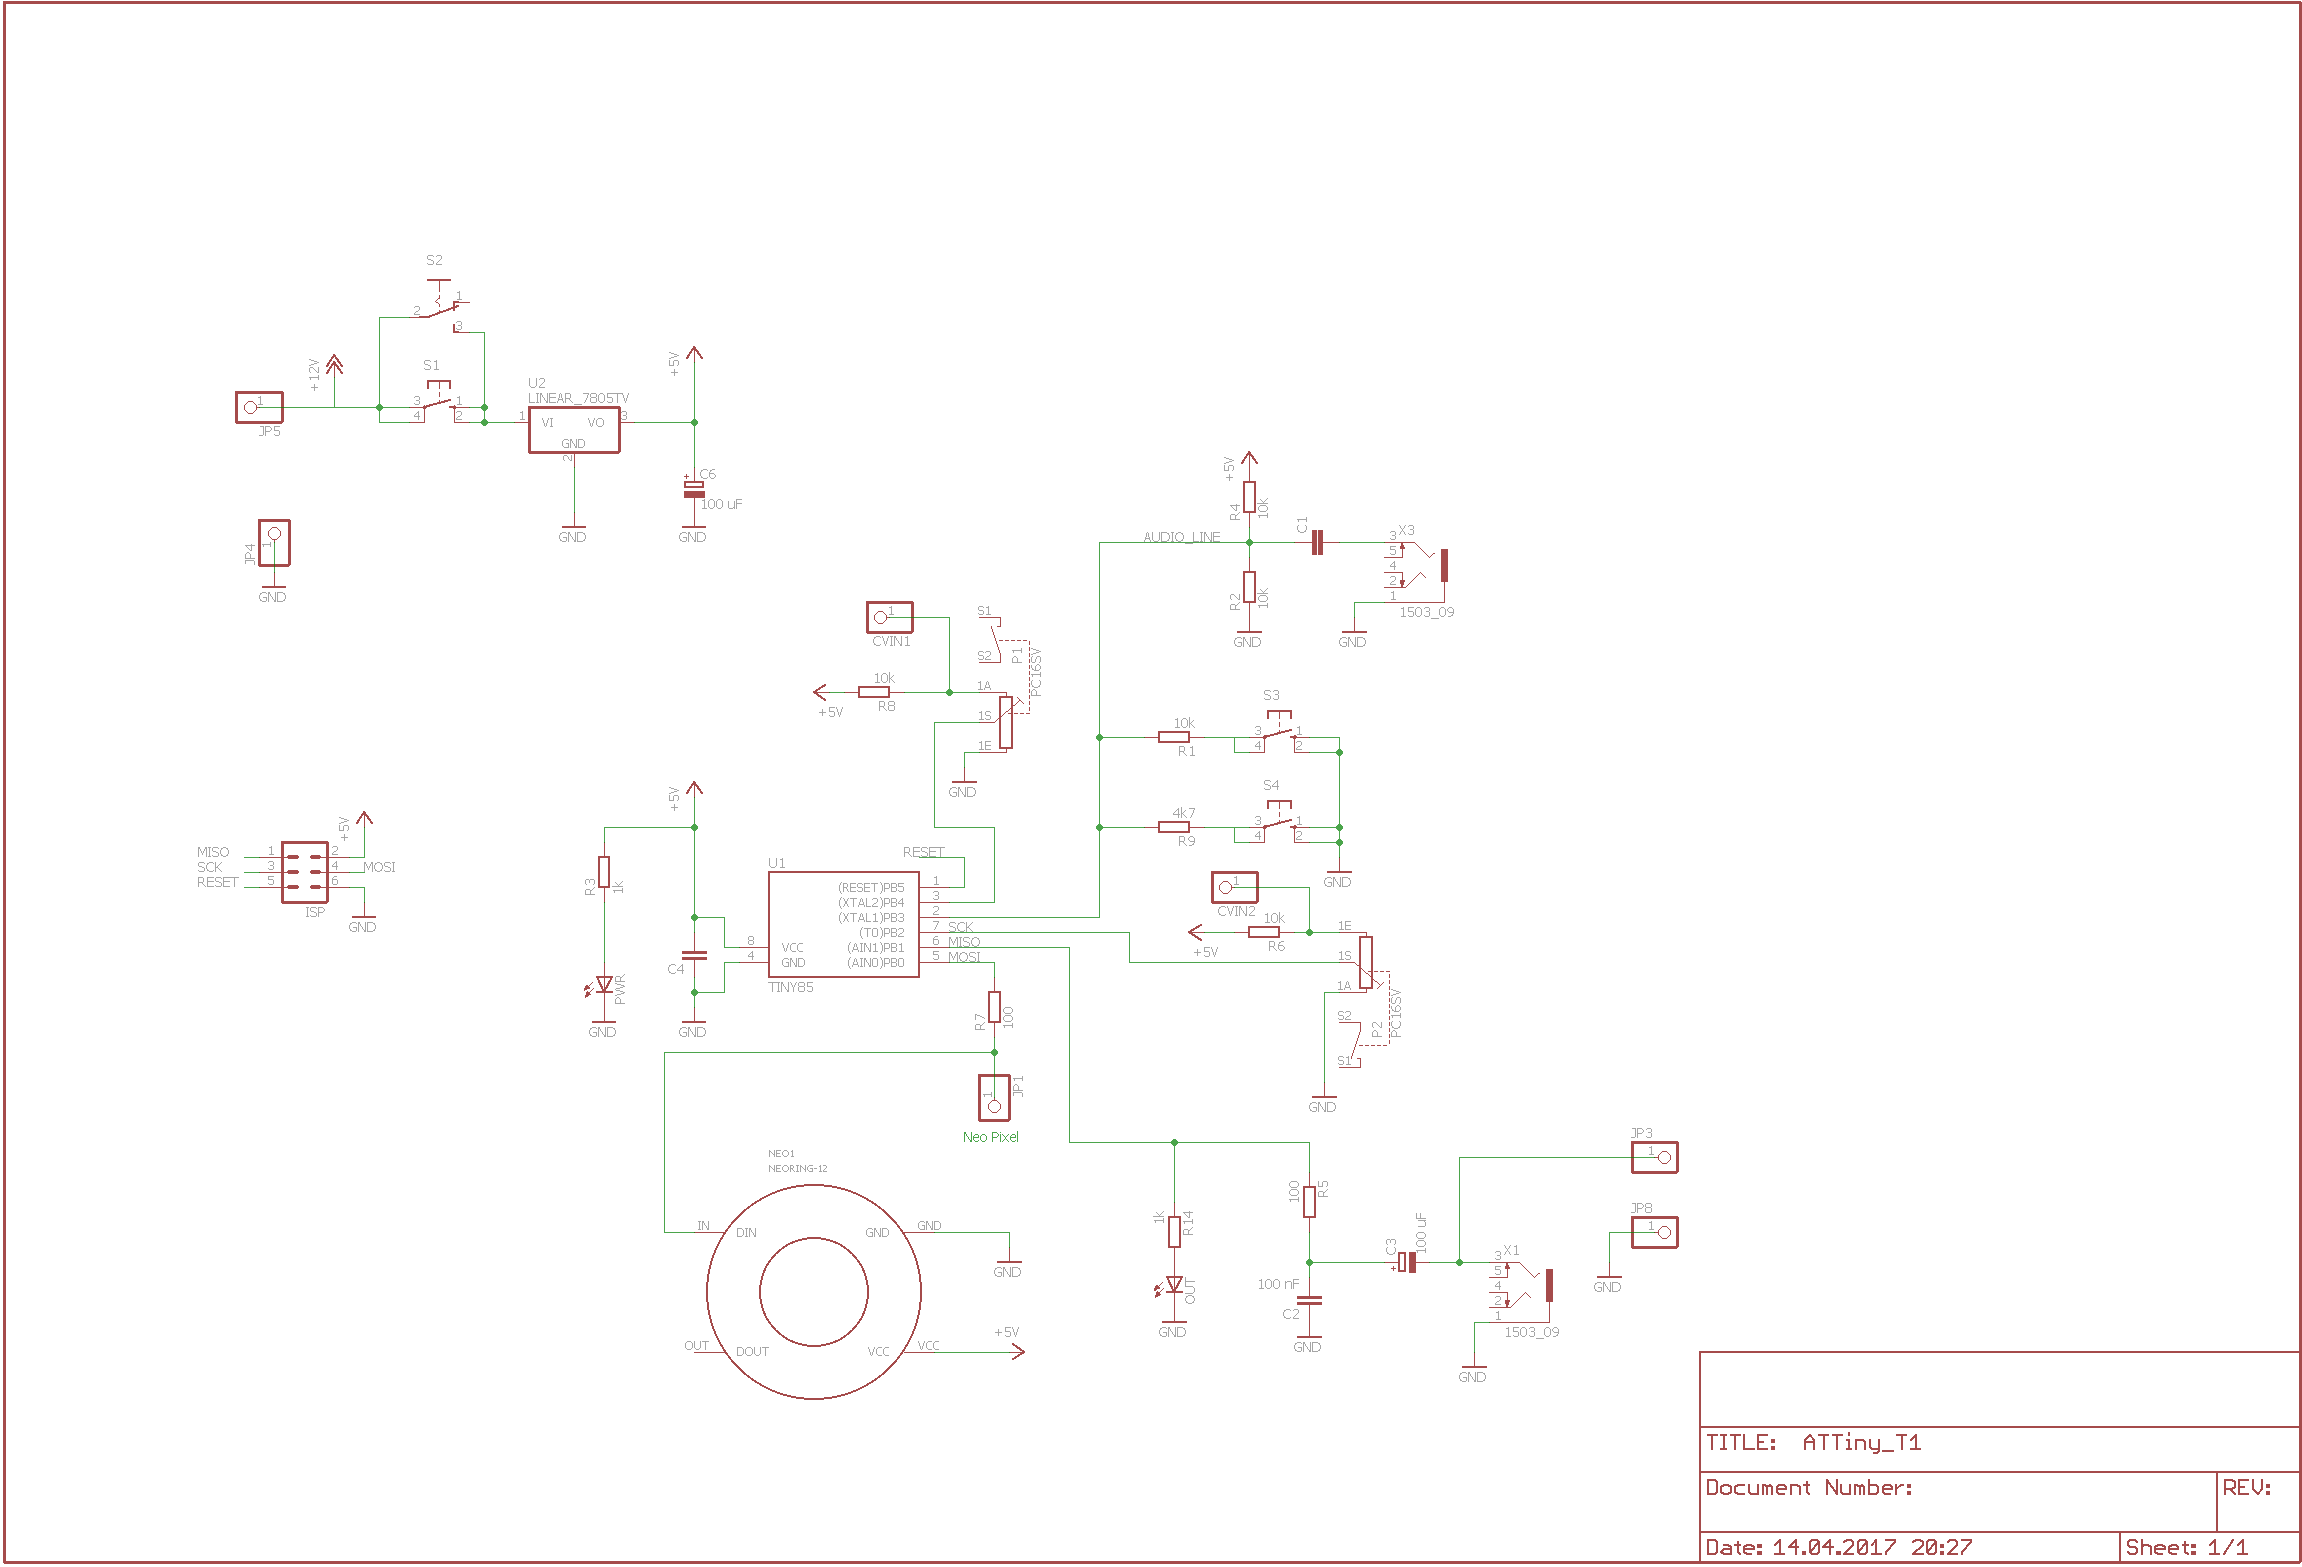 S2
1
2
3
S1
3
1
4
2
+12V
1
JP5
U2
LINEAR_7805TV
1
VI
VO
3
GND
2
GND
+5V
+
C6
100 uF
GND
JP4
1
GND
+5V
R4
10K
AUDIO_LINE
C1
R2
10K
GND
X3
3
5
4
2
1
1503_09
GND
1
CVIN1
S1
S2
P1
PC16SV
10k
R8
+5V
1A
1S
1E
GND
S3
10k
R1
3
1
4
2
S4
4k7
R9
3
1
4
2
GND
MISO
SCK
RESET
1
3
5
2
4
6
+5V
MOSI
ISP
GND
+5V
R3
1K
PWR
GND
C4
GND
U1
RESET
(RESET)PB5
1
(XTAL2)PB4
3
(XTAL1)PB3
2
(T0)PB2
7
SCK
8
VCC
(AIN1)PB1
6
MISO
4
GND
(AIN0)PB0
5
MOSI
TINY85
R7
100
1
JP1
Neo Pixel
1
CVIN2
10k
R6
+5V
1E
1S
1A
S2
S1
P2
PC16SV
GND
NEO1
NEORING-12
IN
DIN
GND
GND
GND
OUT
DOUT
VCC
VCC
+5V
1K
R14
OUT
GND
100
R5
100 nF
C2
GND
C3
100 uF
+
X1
3
5
4
2
1
1503_09
GND
JP3
1
JP8
1
GND
TITLE: ATTiny_T1
Document Number:
REV:
Date: 14.04.2017 20:27
Sheet: 1/1